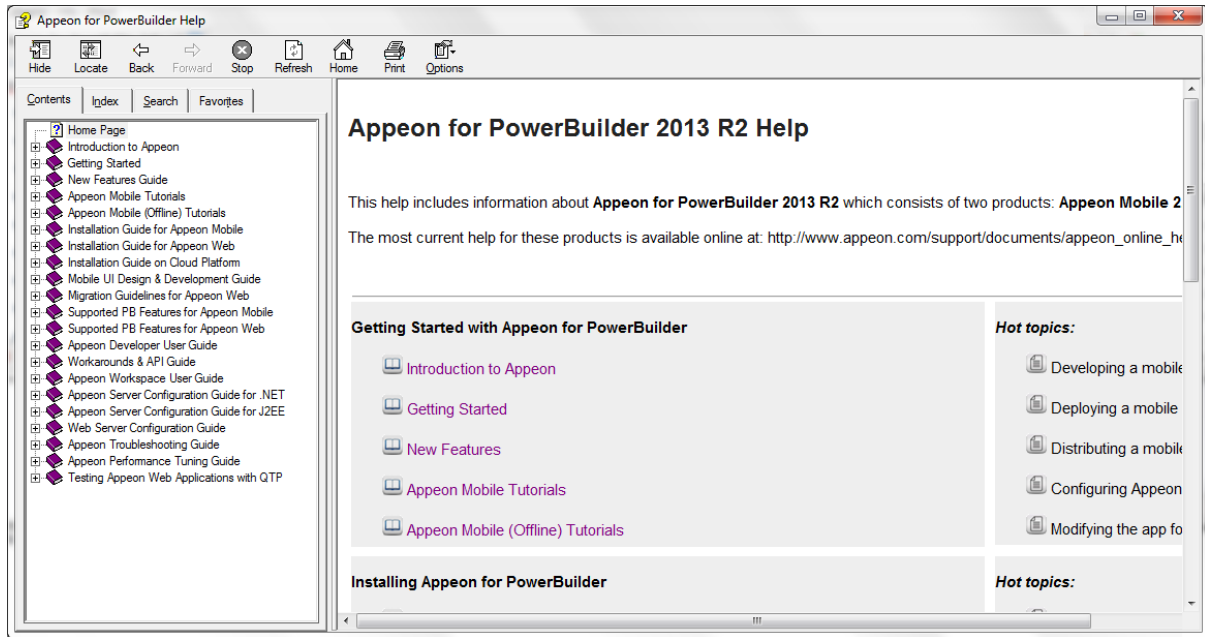 Appeon for PowerBuilder Help
Hide Locate Back Forward Stop Refresh Home Print Options
Contents Index Search Favorites
Home Page
Introduction to Appeon
Getting Started
New Features Guide
Appeon Mobile Tutorials
Appeon Mobile (Offline) Tutorials
Installation Guide for Appeon Mobile
Installation Guide for Appeon Web
Installation Guide on Cloud Platform
Mobile UI Design & Development Guide
Migration Guidelines for Appeon Web
Supported PB Features for Appeon Mobile
Supported PB Features for Appeon Web
Appeon Developer User Guide
Workarounds & API Guide
Appeon Workspace User Guide
Appeon Server Configuration Guide for .NET
Appeon Server Configuration Guide for J2EE
Web Server Configuration Guide
Appeon Troubleshooting Guide
Appeon Performance Tuning Guide
Testing Appeon Web Applications with QTP
Appeon for PowerBuilder 2013 R2 Help
This help includes information about Appeon for PowerBuilder 2013 R2 which consists of two products: Appeon Mobile 2
The most current help for these products is available online at: http://www.appeon.com/support/documents/appeon_online_he
Getting Started with Appeon for PowerBuilder
Introduction to Appeon
Getting Started
New Features
Appeon Mobile Tutorials
Appeon Mobile (Offline) Tutorials
Hot topics:
Developing a mobile
Deploying a mobile
Distributing a mobile
Configuring Appeon
Modifying the app fo
Installing Appeon for PowerBuilder
Hot topics: